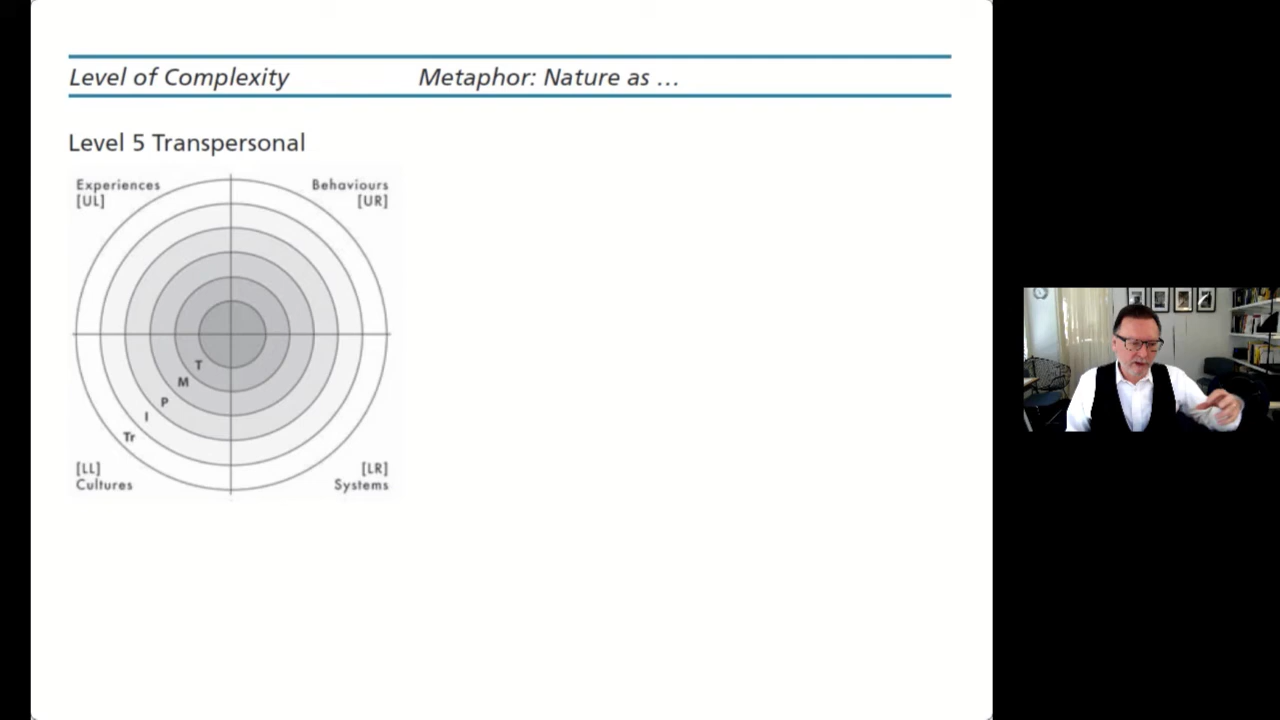 Level of Complexity Metaphor: Nature as ...
Level 5 Transpersonal
Experiences Behaviours
[UL] [UR]
T
M
P
I
Tr
[LL] [LR]
Cultures Systems